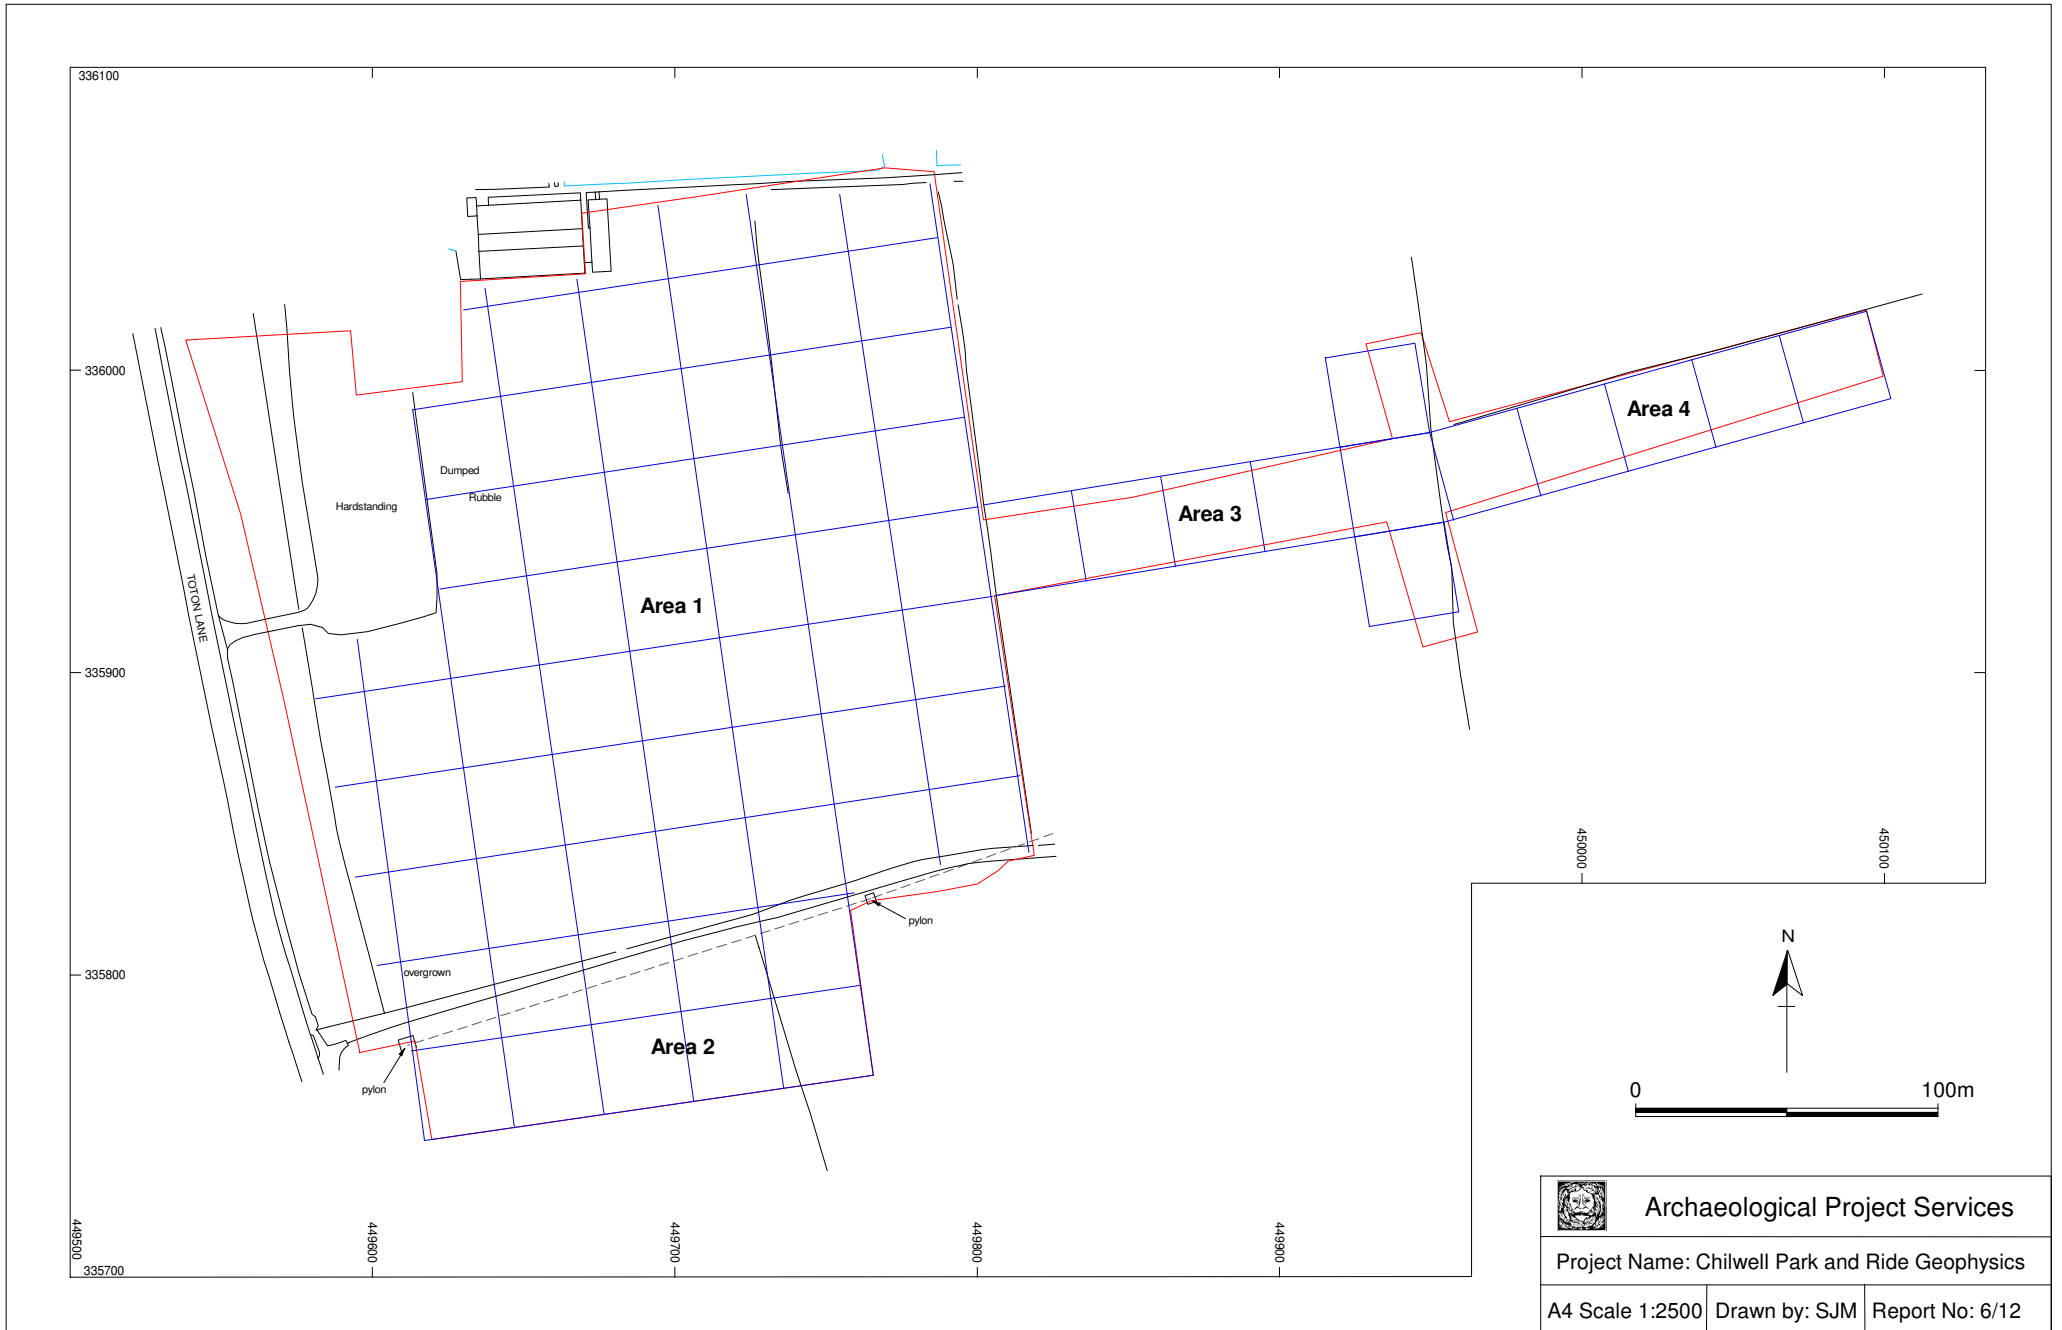 336100
336000
Area 4
Dumped
Rubble
Hardstanding
Area 3
TOTON LANE
Area 1
335900
450000
450100
pylon
N
overgrown
335800
Area 2
pylon
0 100m
Archaeological Project Services
449500
449600
449700
449800
449900
335700
Project Name: Chilwell Park and Ride Geophysics
A4 Scale 1:2500
Drawn by: SJM
Report No: 6/12